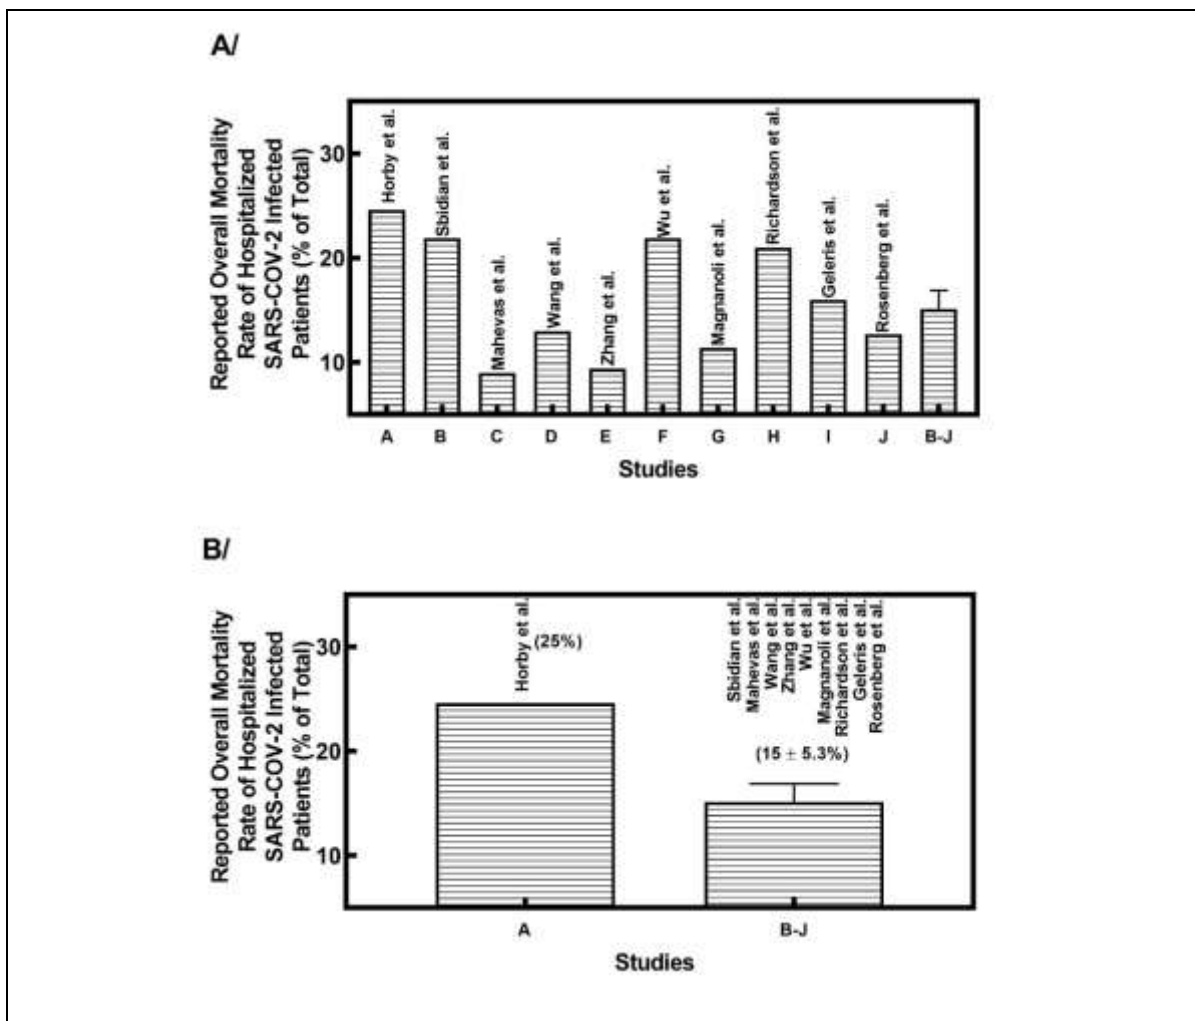 A/
Reported Overall Mortality
Rate of Hospitalized
SARS-COV-2 Infected
Patients (% of Total)
30
20
10
Horby et al.
Sbidian et al.
Mahevas et al.
Wang et al.
Zhang et al.
Wu et al.
Magnanoli et al.
Richardson et al.
Geleris et al.
Rosenberg et al.
A B C D E F G H I J B-J
Studies
B/
Reported Overall Mortality
Rate of Hospitalized
SARS-COV-2 Infected
Patients (% of Total)
30
20
10
Horby et al.
(25%)
Sbidian et al.
Mahevas et al.
Wang et al.
Zhang et al.
Wu et al.
Magnanoli et al.
Richardson et al.
Geleris et al.
Rosenberg et al.
(15 ± 5.3%)
A B-J
Studies